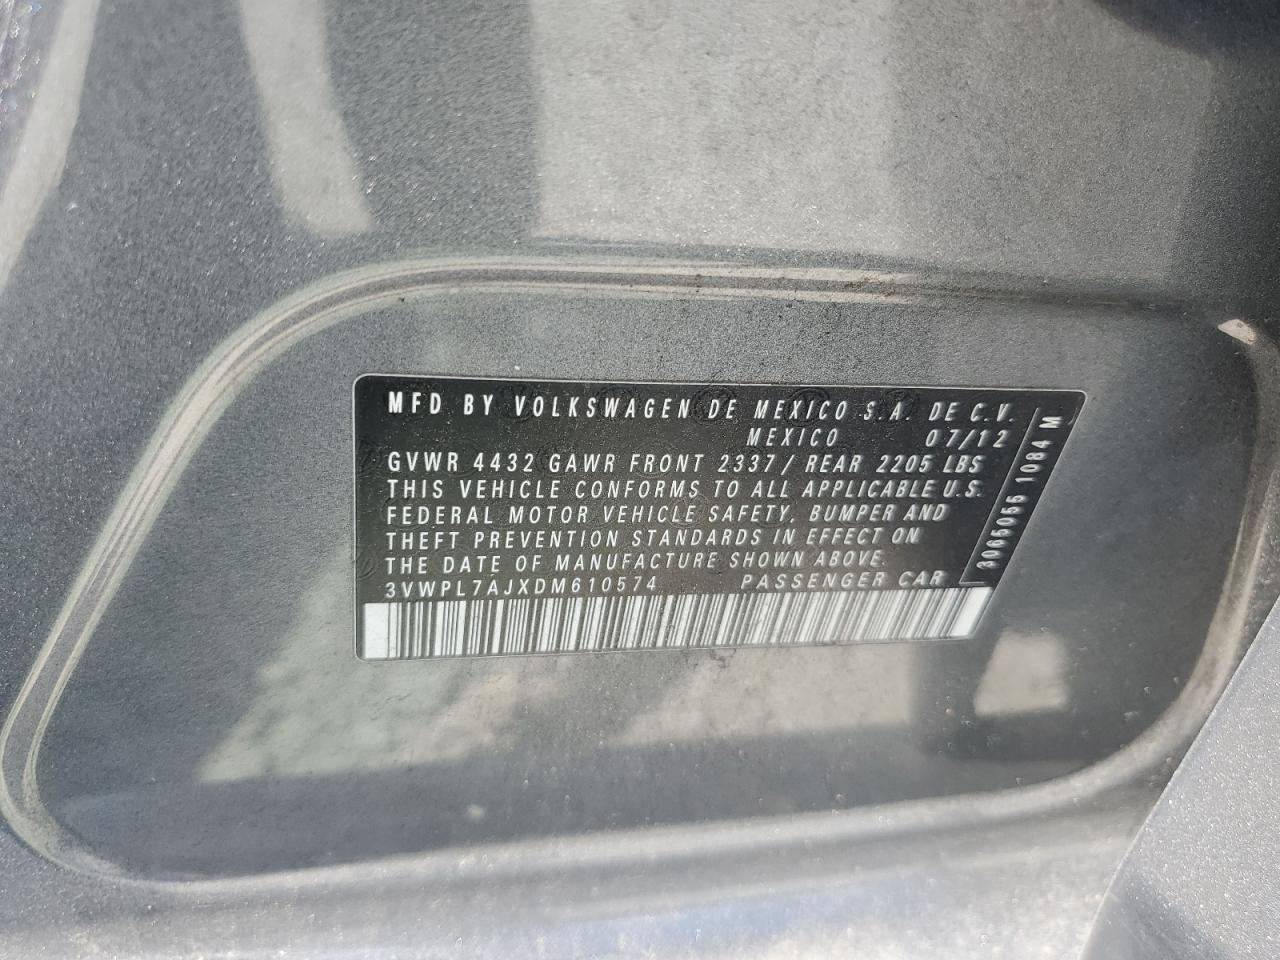 MFD BY VOLKSWAGEN DE MEXICO S.A. DE C.V.
MEXICO 07/12
GVWR 4432 GAWR FRONT 2337/ REAR 2205 LBS
THIS VEHICLE CONFORMS TO ALL APPLICABLE U.S.
FEDERAL MOTOR VEHICLE SAFETY, BUMPER AND
THEFT PREVENTION STANDARDS IN EFFECT ON
THE DATE OF MANUFACTURE SHOWN ABOVE.
3VWPL7AJXDM610574 PASSENGER CAR
3065056 1084 M